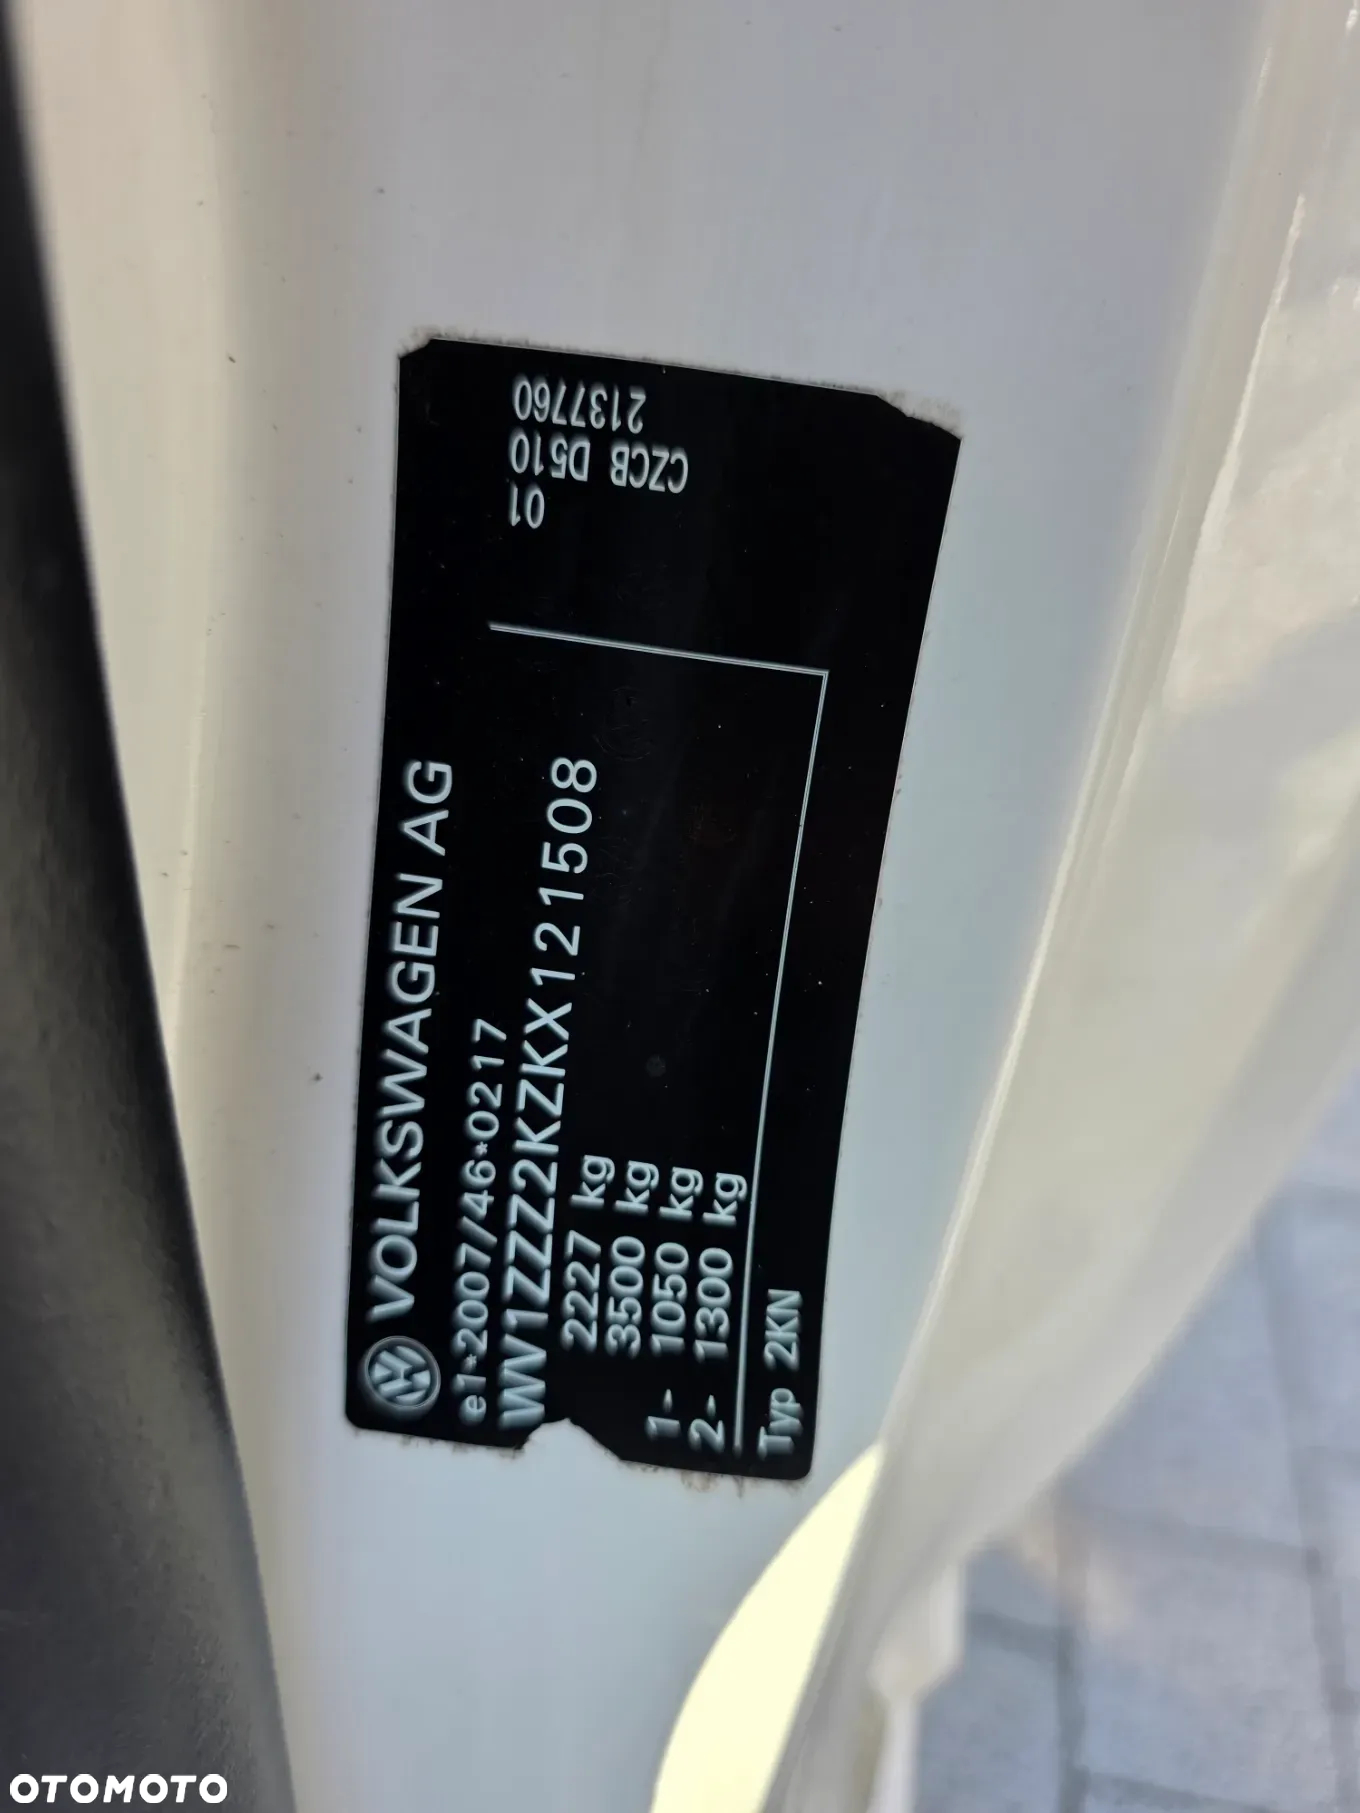 VOLKSWAGEN AG
e1*2007/46*0217
WV1ZZZ2KZKX121508
2227 kg
3500 kg
1- 1050 kg
2- 1300 kg
Typ 2KN
01
CZCB D510
2137760
OTOMOTO